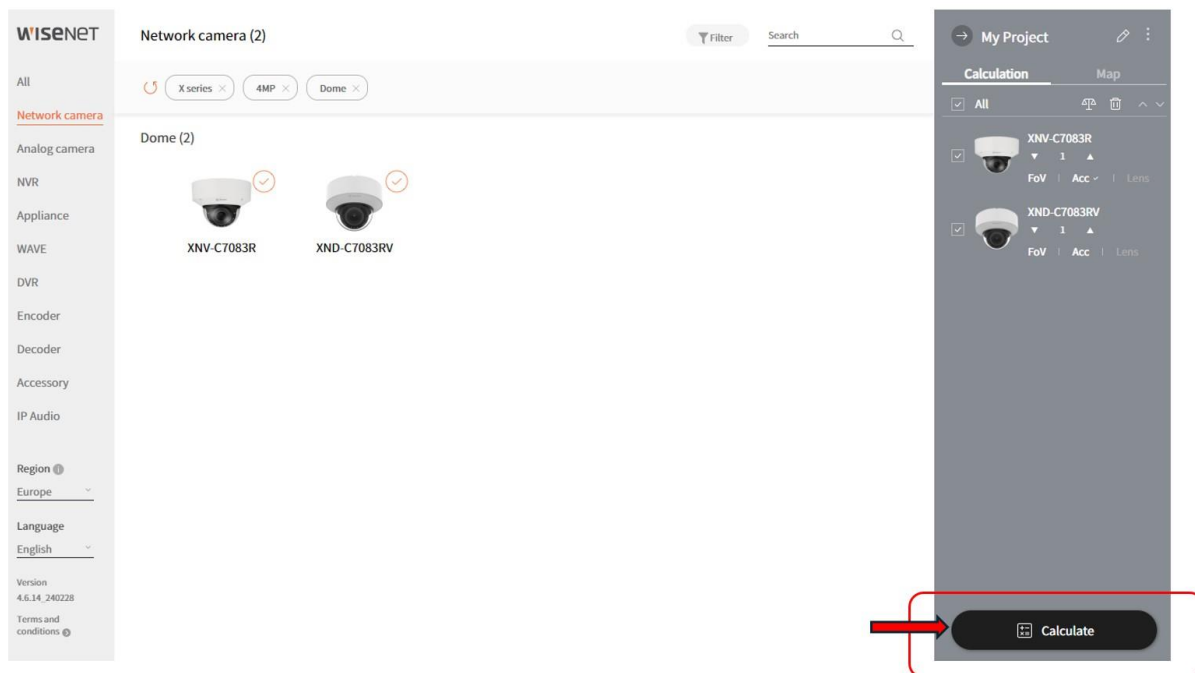 WISENET
All
Network camera
Analog camera
NVR
Appliance
WAVE
DVR
Encoder
Decoder
Accessory
IP Audio
Region
Europe
Language
English
Version
4.6.14_240228
Terms and
conditions
Network camera (2)
Filter
Search
X series
4MP
Dome
Dome (2)
XNV-C7083R
XND-C7083RV
My Project
Calculation
Map
All
XNV-C7083R
1
FoV Acc Lens
XND-C7083RV
1
FoV Acc Lens
Calculate